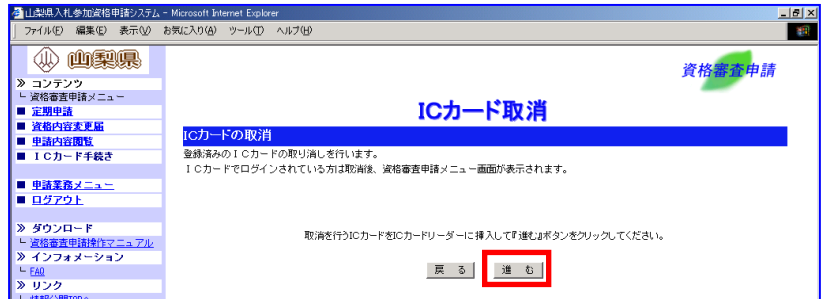 山梨県入札参加資格申請システム - Microsoft Internet Explorer
ファイル(F) 編集(E) 表示(V) お気に入り(A) ツール(T) ヘルプ(H)
山梨県
資格審査申請
≫ コンテンツ
└ 資格審査申請メニュー
■ 定期申請
■ 資格内容変更届
■ 申請内容閲覧
■ ＩＣカード手続き
■ 申請業務メニュー
■ ログアウト
≫ ダウンロード
└ 資格審査申請操作マニュアル
≫ インフォメーション
└ FAQ
≫ リンク
└ 情報公開TOPへ
ICカード取消
ICカードの取消
登録済みのＩＣカードの取り消しを行います。
ＩＣカードでログインされている方は取消後、資格審査申請メニュー画面が表示されます。
取消を行うICカードをICカードリーダーに挿入して『進む』ボタンをクリックしてください。
戻 る 進 む